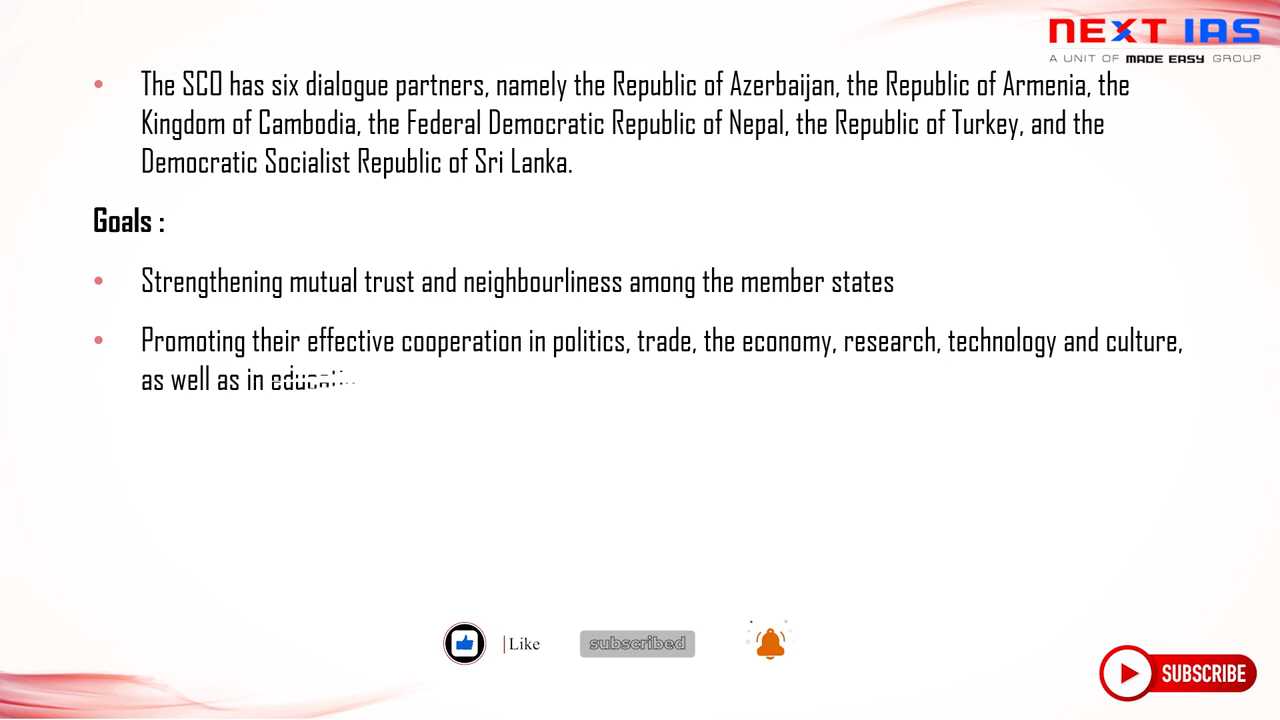 NEXT IAS
A UNIT OF MADE EASY GROUP
• The SCO has six dialogue partners, namely the Republic of Azerbaijan, the Republic of Armenia, the
Kingdom of Cambodia, the Federal Democratic Republic of Nepal, the Republic of Turkey, and the
Democratic Socialist Republic of Sri Lanka.
Goals :
• Strengthening mutual trust and neighbourliness among the member states
• Promoting their effective cooperation in politics, trade, the economy, research, technology and culture,
as well as in
Like
subscribed
SUBSCRIBE